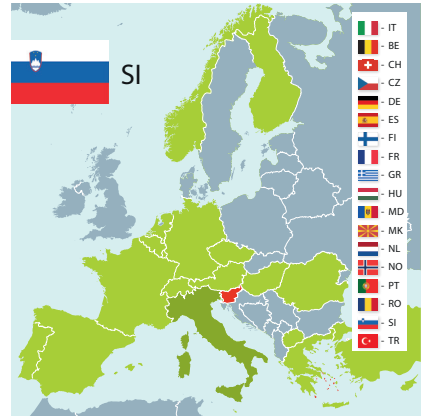 SI
- IT
- BE
- CH
- CZ
- DE
- ES
- FI
- FR
- GR
- HU
- MD
- MK
- NL
- NO
- PT
- RO
- SI
- TR